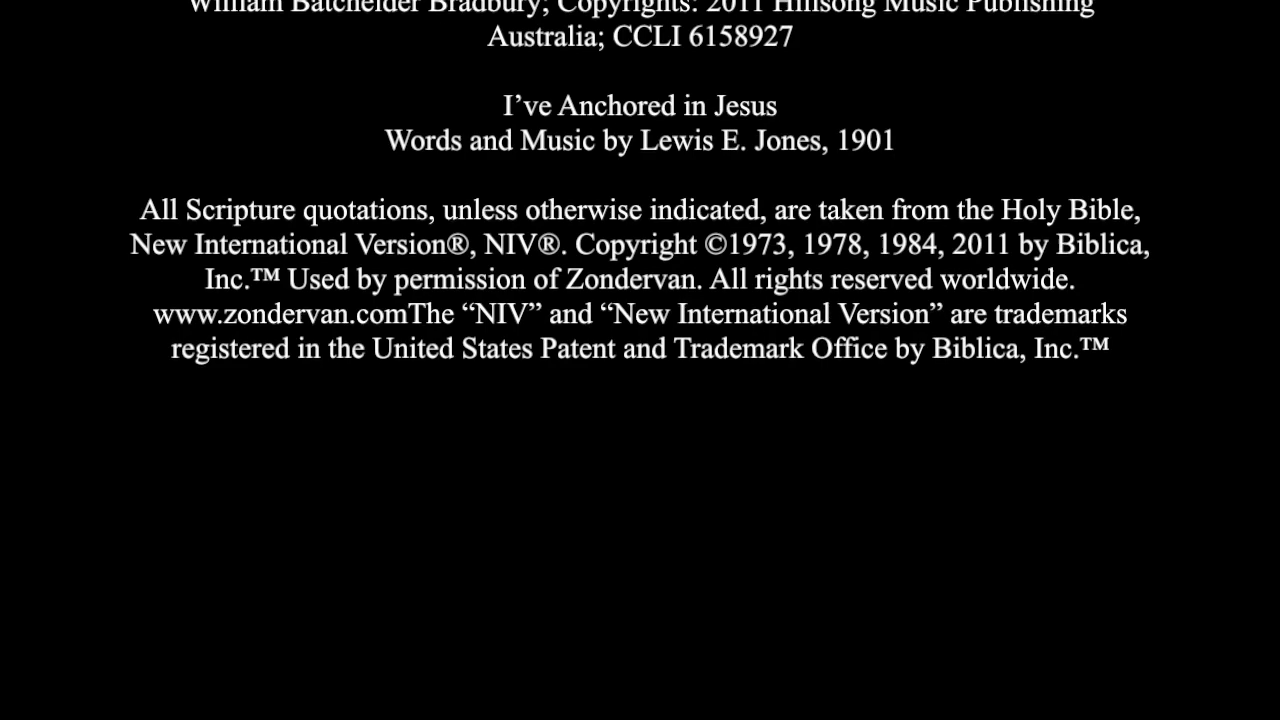 William Batchelder Bradbury; Copyrights: 2011 Hillsong Music Publishing
Australia; CCLI 6158927
I’ve Anchored in Jesus
Words and Music by Lewis E. Jones, 1901
All Scripture quotations, unless otherwise indicated, are taken from the Holy Bible,
New International Version®, NIV®. Copyright ©1973, 1978, 1984, 2011 by Biblica,
Inc.™ Used by permission of Zondervan. All rights reserved worldwide.
www.zondervan.comThe “NIV” and “New International Version” are trademarks
registered in the United States Patent and Trademark Office by Biblica, Inc.™